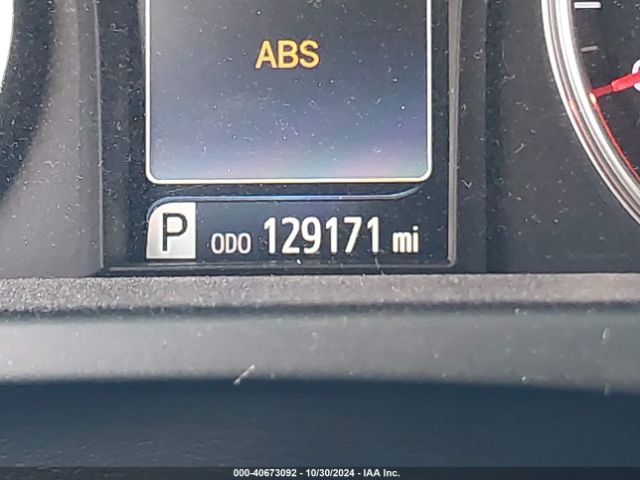 ABS
P ODO 129171 mi
000-40673092 - 10/30/2024 - IAA Inc.